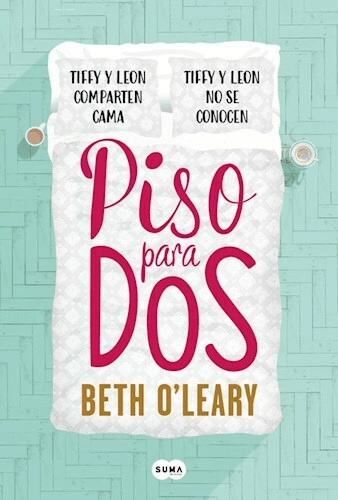 TIFFY Y LEON
COMPARTEN
CAMA
TIFFY Y LEON
NO SE
CONOCEN
Piso
para
DOS
BETH O'LEARY
SUMA